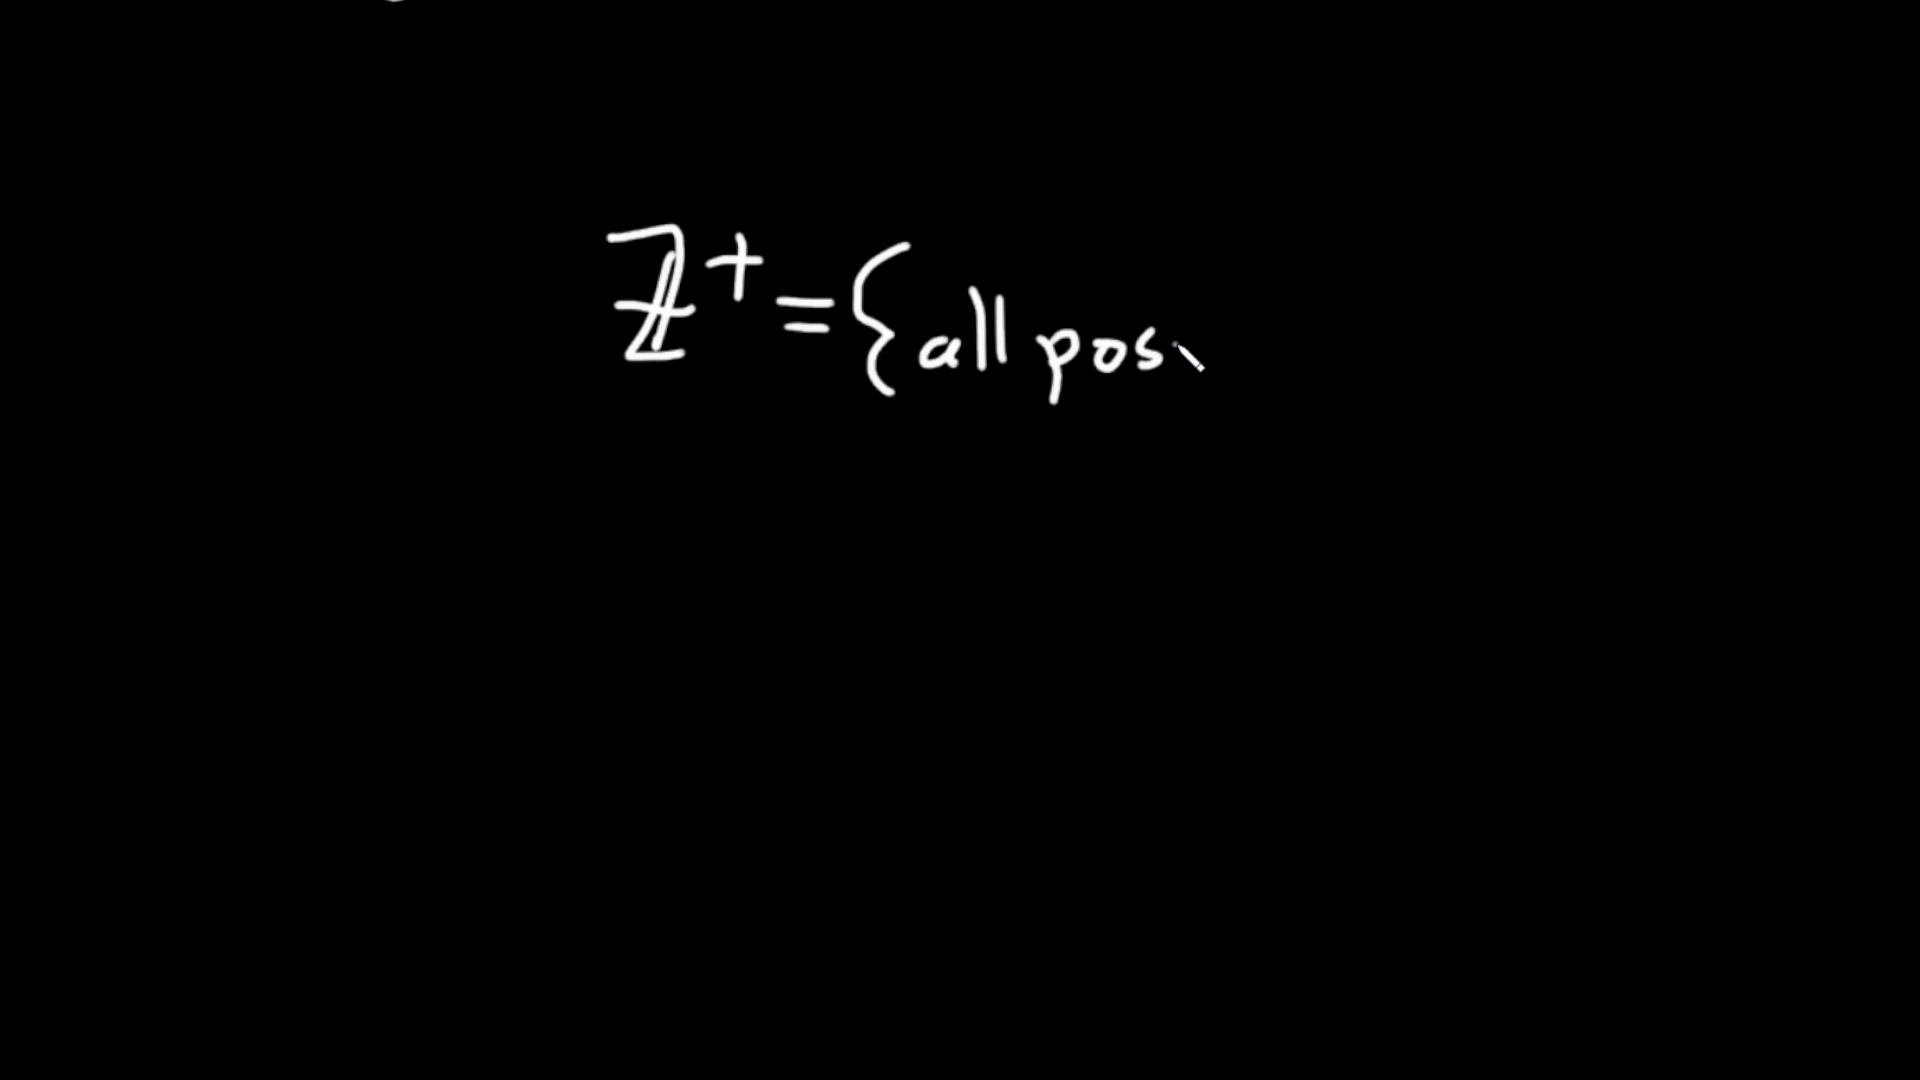 ℤ⁺ = {all pos